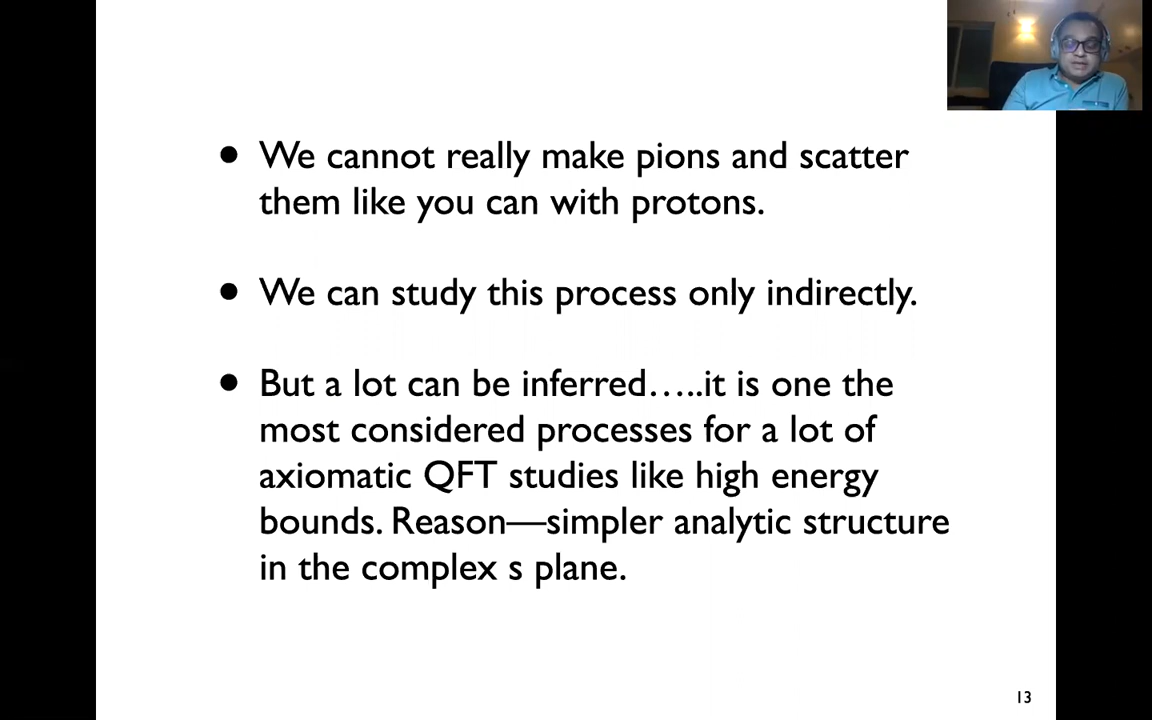 • We cannot really make pions and scatter
them like you can with protons.
• We can study this process only indirectly.
• But a lot can be inferred…..it is one the
most considered processes for a lot of
axiomatic QFT studies like high energy
bounds. Reason—simpler analytic structure
in the complex s plane.
13